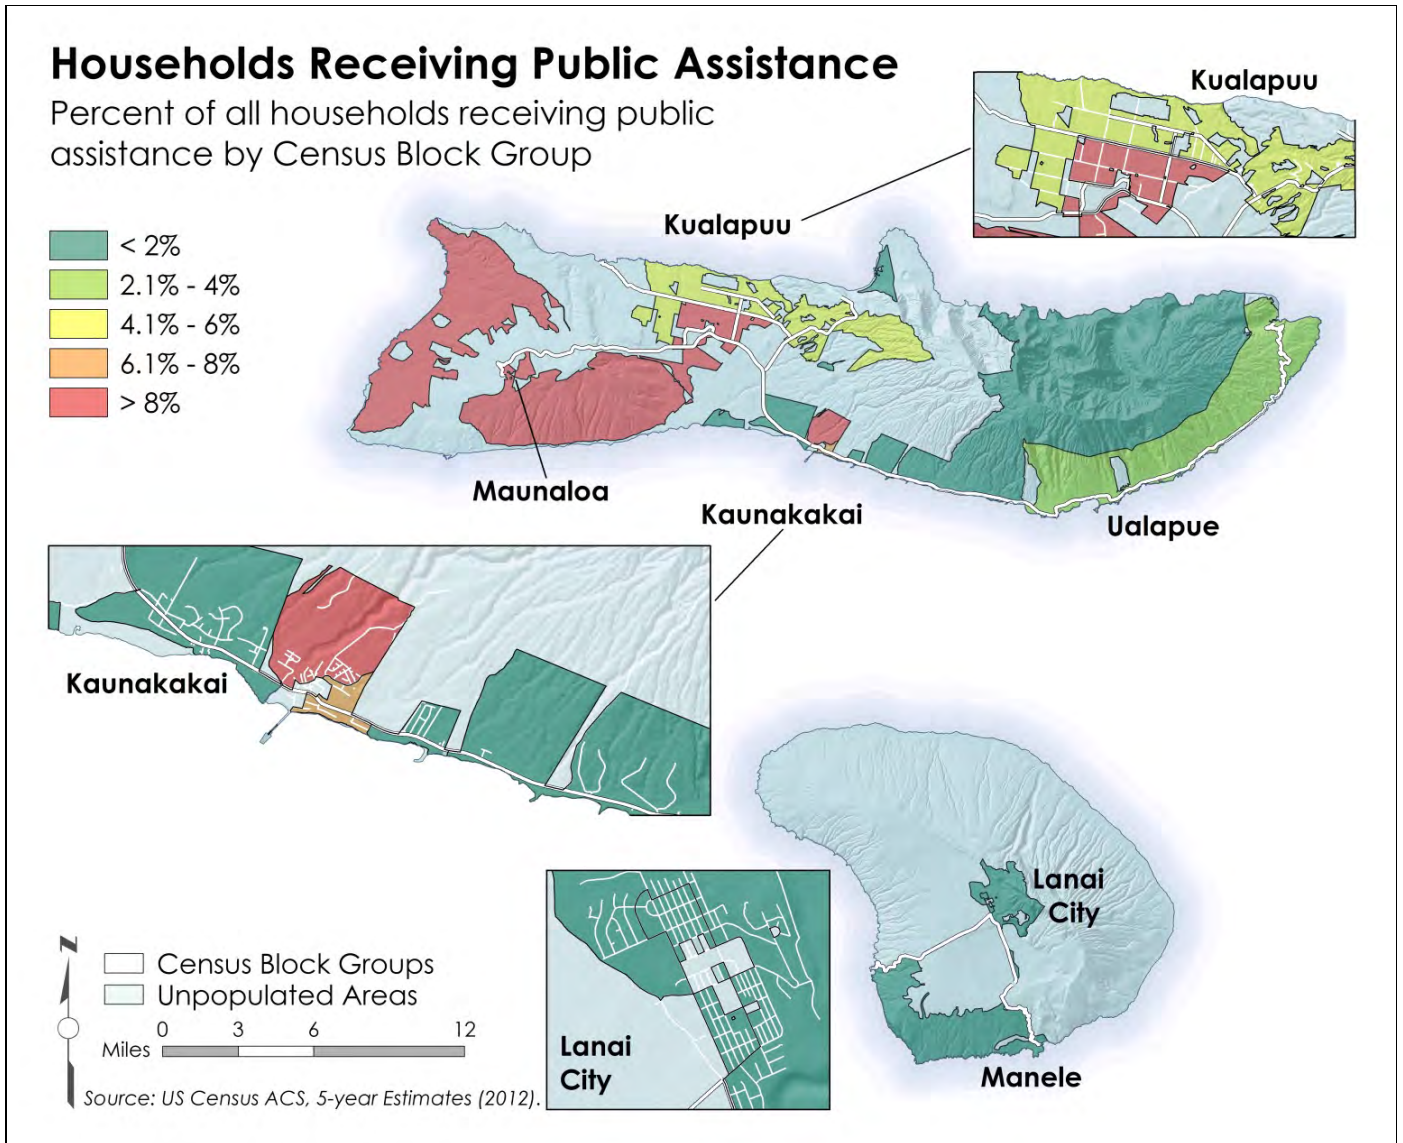 Households Receiving Public Assistance
Percent of all households receiving public
assistance by Census Block Group
< 2%
2.1% - 4%
4.1% - 6%
6.1% - 8%
> 8%
Kualapuu
Kualapuu
Maunaloa
Kaunakakai
Ualapue
Kaunakakai
Lanai
City
Manele
Lanai
City
N
Census Block Groups
Unpopulated Areas
0 3 6 12
Miles
Source: US Census ACS, 5-year Estimates (2012).